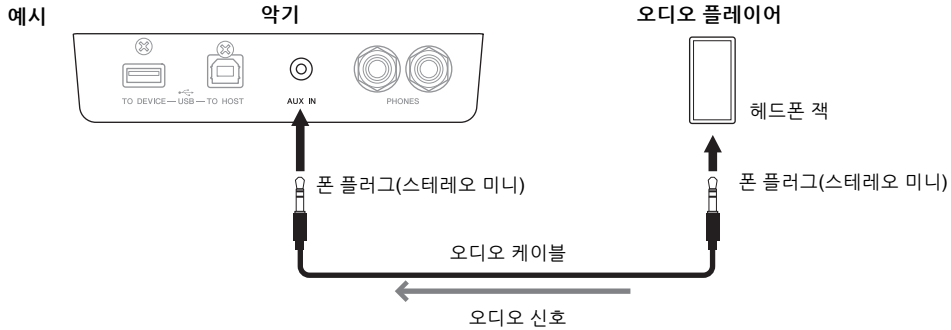 예시
악기
오디오 플레이어
TO DEVICE
USB
TO HOST
AUX IN
PHONES
헤드폰 잭
폰 플러그(스테레오 미니)
폰 플러그(스테레오 미니)
오디오 케이블
오디오 신호